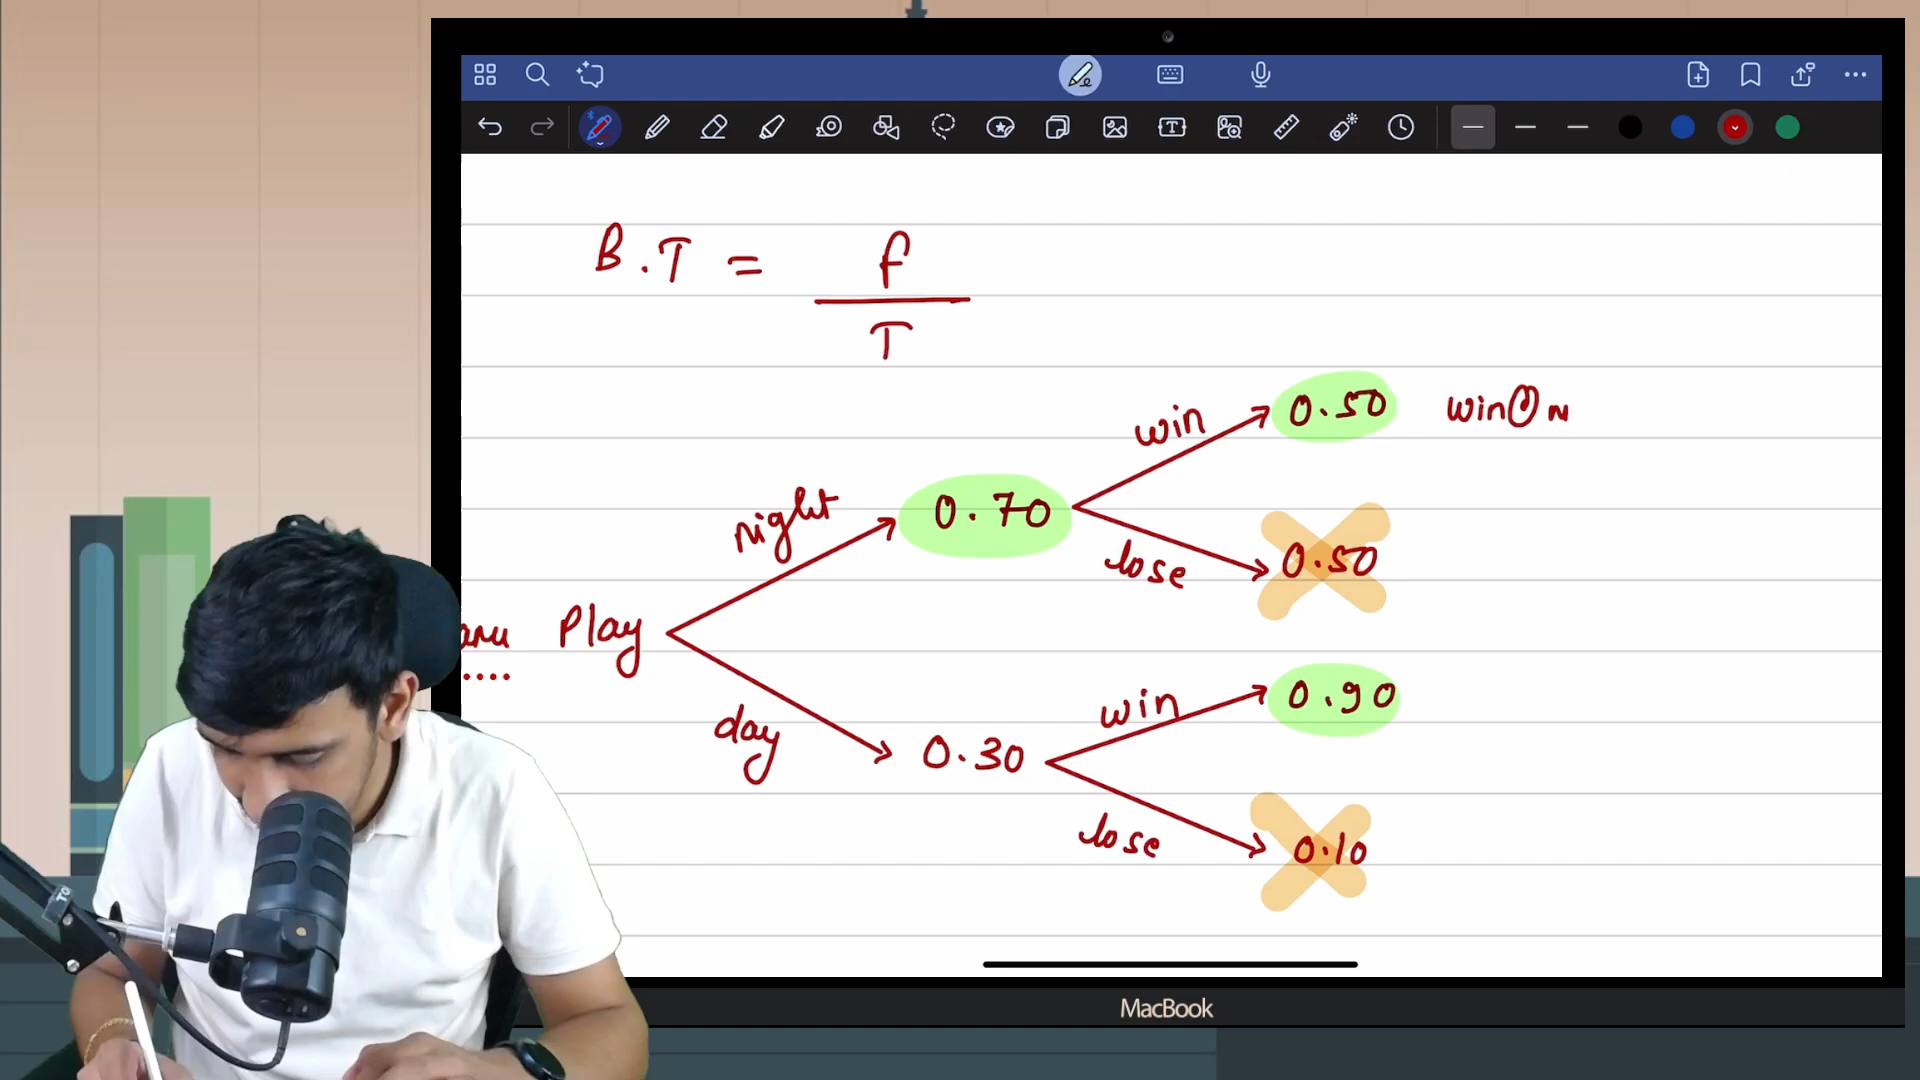 B.T = f
T
win 0.50 win@N
night 0.70
lose 0.50
Play
win 0.90
day 0.30
lose 0.10
MacBook
TO